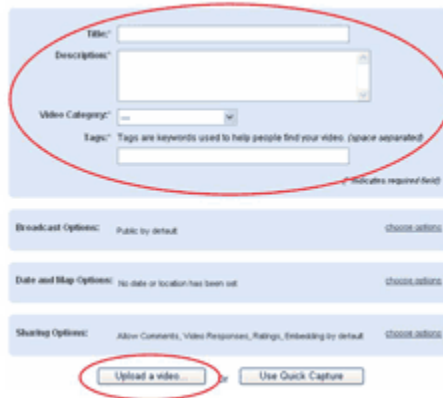 Title:*
Description:*
Video Category:* ---
Tags:* Tags are keywords used to help people find your video. (space separated)
(* indicates required field)
Broadcast Options: Public by default choose options
Date and Map Options: No date or location has been set choose options
Sharing Options: Allow Comments, Video Responses, Ratings, Embedding by default choose options
Upload a video... or Use Quick Capture